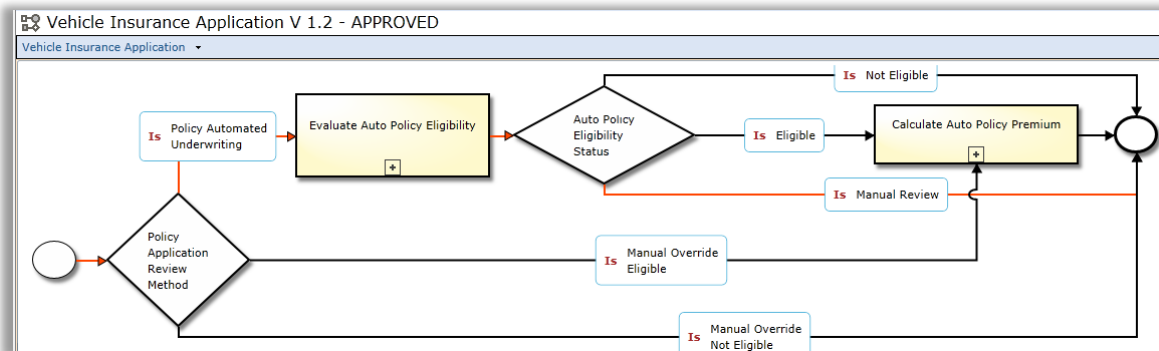 Vehicle Insurance Application V 1.2 - APPROVED
Vehicle Insurance Application
Is Not Eligible
Is Policy Automated
Underwriting
Evaluate Auto Policy Eligibility
Auto Policy
Eligibility
Status
Is Eligible
Calculate Auto Policy Premium
Is Manual Review
Policy
Application
Review
Method
Is Manual Override
Eligible
Is Manual Override
Not Eligible